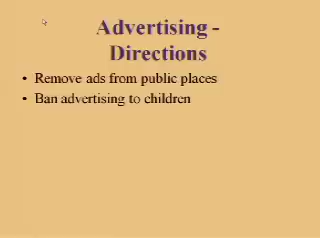 Advertising -
Directions
• Remove ads from public places
• Ban advertising to children